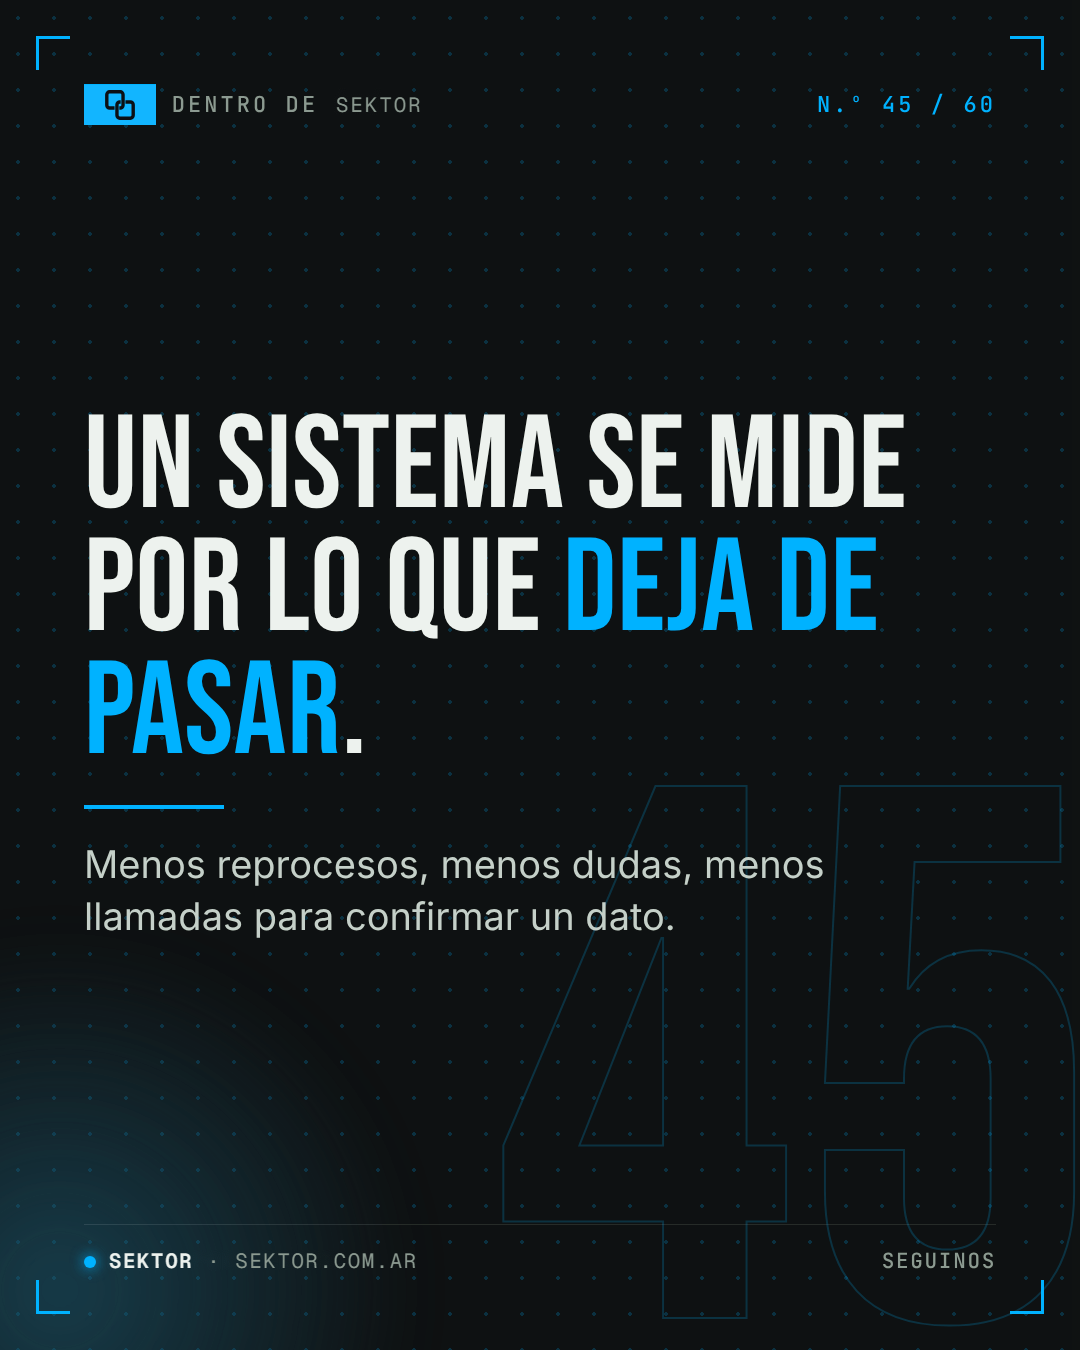 DENTRO DE SEKTOR
N.º 45 / 60
UN SISTEMA SE MIDE
POR LO QUE DEJA DE
PASAR.
Menos reprocesos, menos dudas, menos
llamadas para confirmar un dato.
45
SEKTOR · SEKTOR.COM.AR
SEGUINOS